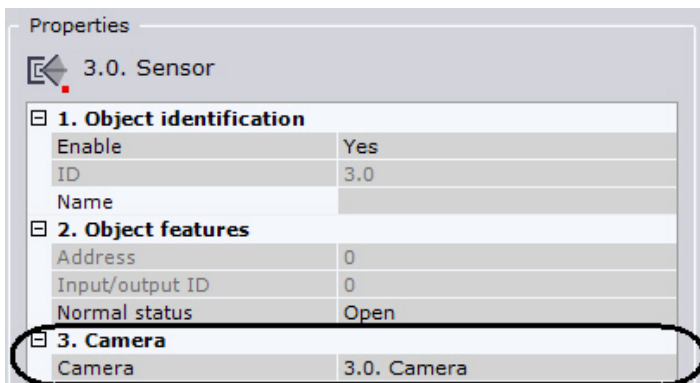 Properties
3.0. Sensor
1. Object identification
Enable Yes
ID 3.0
Name
2. Object features
Address 0
Input/output ID 0
Normal status Open
3. Camera
Camera 3.0. Camera